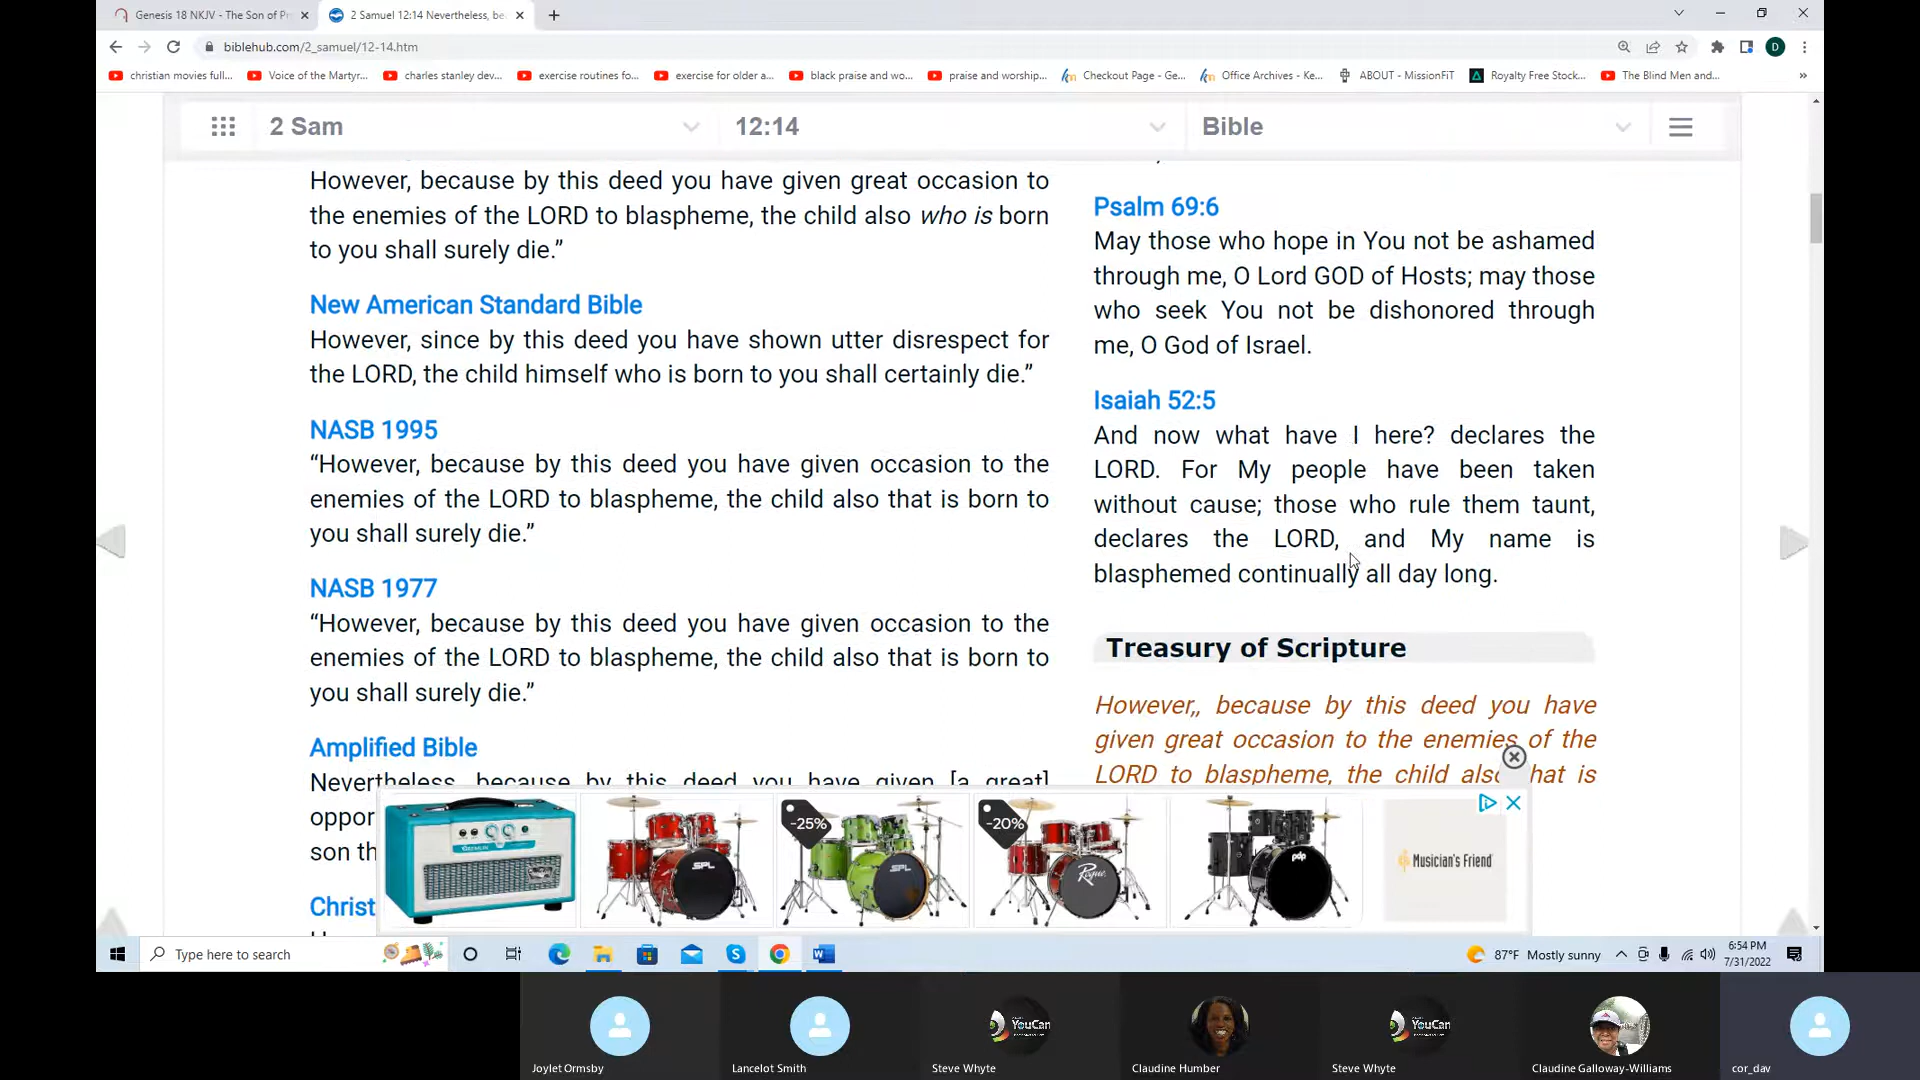 Genesis 18 NKJV - The Son of Pr
2 Samuel 12:14 Nevertheless, be
biblehub.com/2_samuel/12-14.htm
D
christian movies full...
Voice of the Martyr...
charles stanley dev...
exercise routines fo...
exercise for older a...
black praise and wo...
praise and worship...
Checkout Page - Ge...
Office Archives - Ke...
ABOUT - MissionFiT
Royalty Free Stock...
The Blind Men and...
2 Sam
12:14
Bible
However, because by this deed you have given great occasion to
the enemies of the LORD to blaspheme, the child also who is born
to you shall surely die.”
New American Standard Bible
However, since by this deed you have shown utter disrespect for
the LORD, the child himself who is born to you shall certainly die.”
NASB 1995
“However, because by this deed you have given occasion to the
enemies of the LORD to blaspheme, the child also that is born to
you shall surely die.”
NASB 1977
“However, because by this deed you have given occasion to the
enemies of the LORD to blaspheme, the child also that is born to
you shall surely die.”
Amplified Bible
Nevertheless, because by this deed you have given [a great]
oppor
son th
Christ
Psalm 69:6
May those who hope in You not be ashamed
through me, O Lord GOD of Hosts; may those
who seek You not be dishonored through
me, O God of Israel.
Isaiah 52:5
And now what have I here? declares the
LORD. For My people have been taken
without cause; those who rule them taunt,
declares the LORD, and My name is
blasphemed continually all day long.
Treasury of Scripture
However,, because by this deed you have
given great occasion to the enemies of the
LORD to blaspheme, the child also that is
SPL
-25%
SPL
-20%
Rogue
pdp
Musician's Friend
Type here to search
87°F Mostly sunny
6:54 PM
7/31/2022
YouCan
YouCan
Joylet Ormsby
Lancelot Smith
Steve Whyte
Claudine Humber
Steve Whyte
Claudine Galloway-Williams
cor_dav